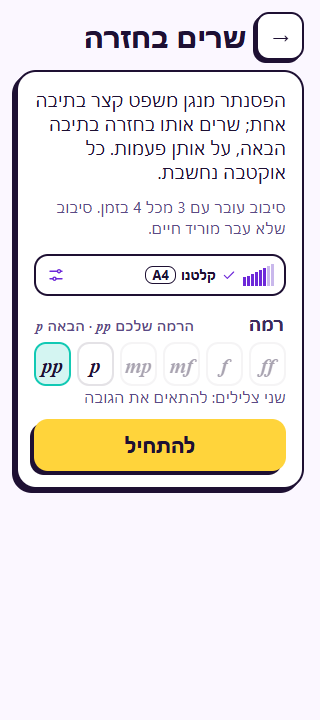 → שרים בחזרה
הפסנתר מנגן משפט קצר בתיבה
אחת; שרים אותו בחזרה בתיבה
הבאה, על אותן פעמות. כל
אוקטבה נחשבת.
סיבוב עובר עם 3 מכל 4 בזמן. סיבוב
שלא עבר מוריד חיים.
✓ קלטנו A4
רמה
הרמה שלכם pp · הבאה p
ff f mf mp p pp
שני צלילים: להתאים את הגובה
להתחיל